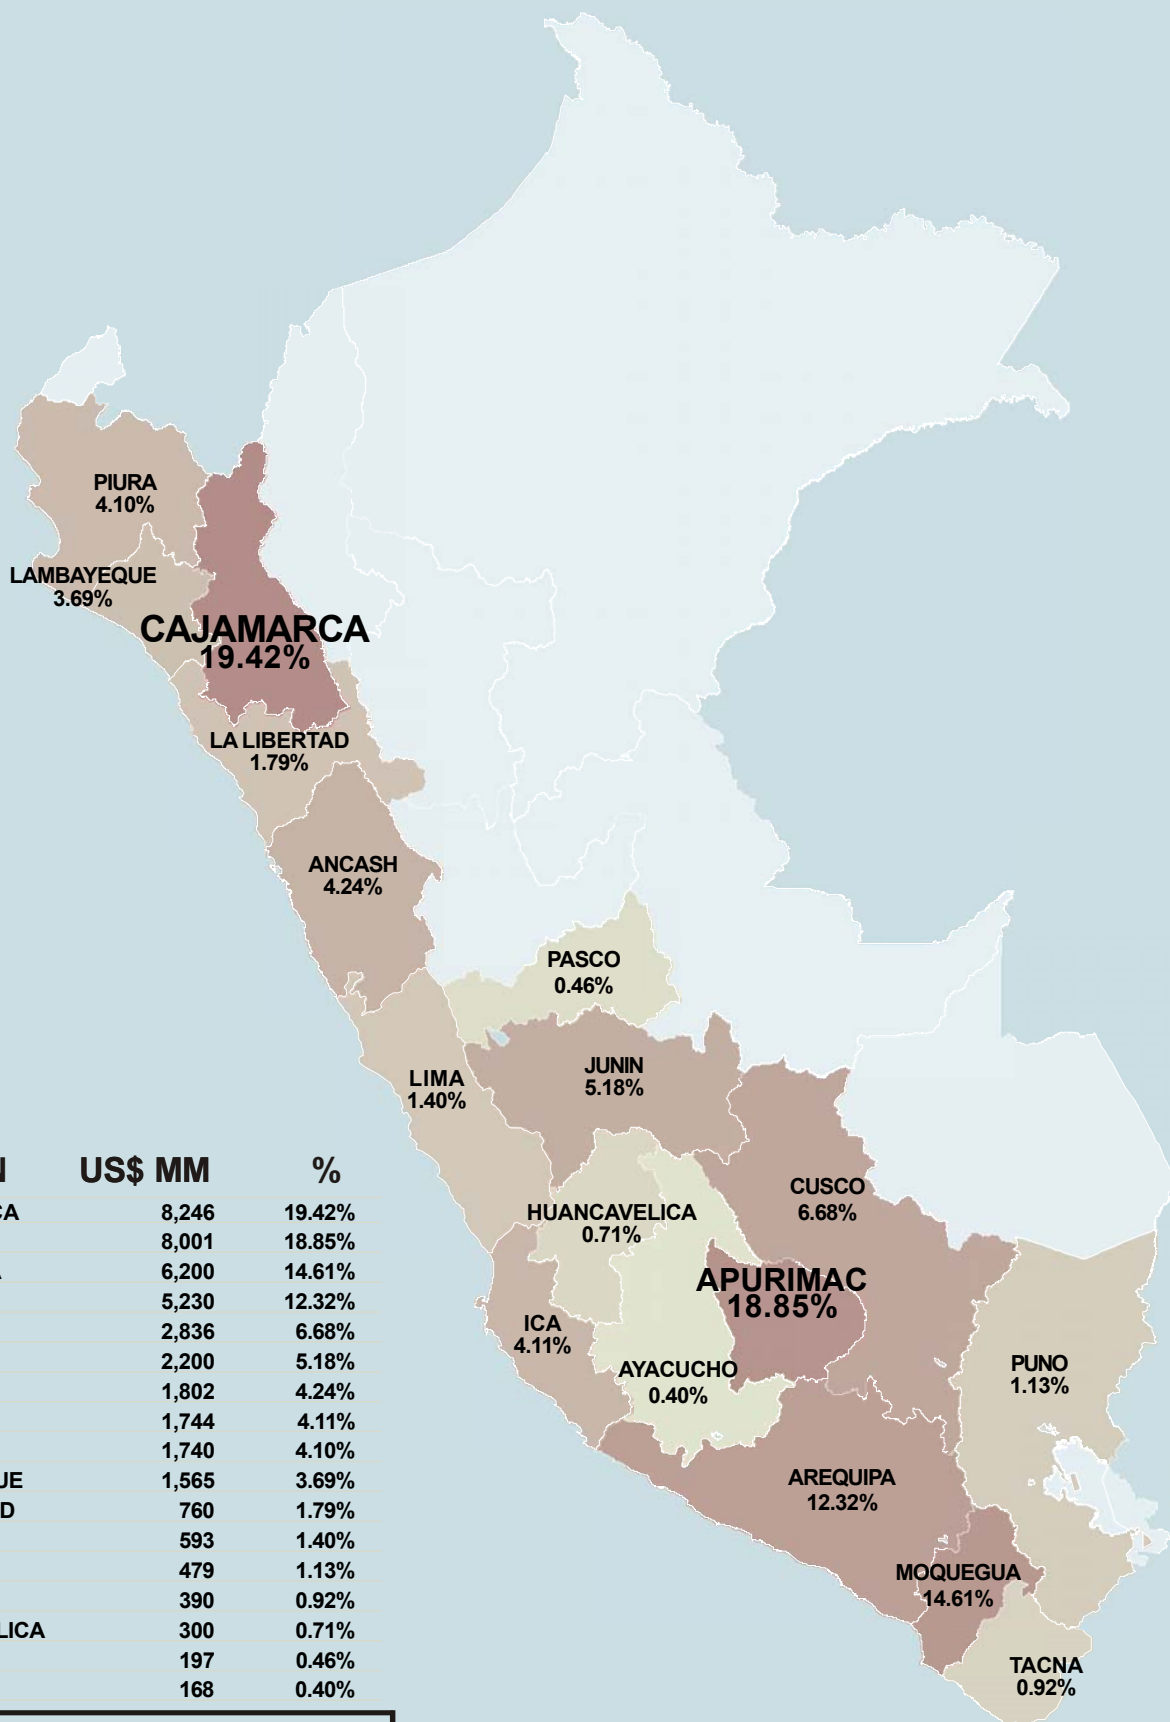 PIURA
4.10%
LAMBAYEQUE
3.69%
CAJAMARCA
19.42%
LA LIBERTAD
1.79%
ANCASH
4.24%
PASCO
0.46%
JUNIN
5.18%
LIMA
1.40%
CUSCO
6.68%
HUANCAVELICA
0.71%
APURIMAC
18.85%
ICA
4.11%
AYACUCHO
0.40%
PUNO
1.13%
AREQUIPA
12.32%
MOQUEGUA
14.61%
TACNA
0.92%
N US$ MM %
CA 8,246 19.42%
8,001 18.85%
A 6,200 14.61%
5,230 12.32%
2,836 6.68%
2,200 5.18%
1,802 4.24%
1,744 4.11%
1,740 4.10%
UE 1,565 3.69%
D 760 1.79%
593 1.40%
479 1.13%
390 0.92%
LICA 300 0.71%
197 0.46%
168 0.40%